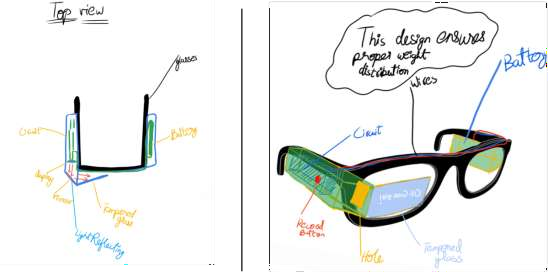 Top view
glasses
Circuit
Battery
display
Tempered
glass
Light Reflecting
This design ensures
proper weight
distribution
wires
Battery
Circuit
Record
Button
Hole
Tempered
glass